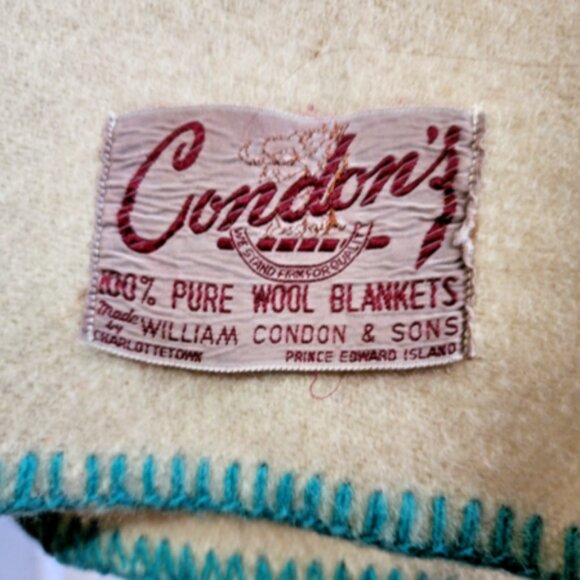 Condon's
WE STAND FIRM FOR QUALITY
100% PURE WOOL BLANKETS
made by WILLIAM CONDON & SONS
CHARLOTTETOWN PRINCE EDWARD ISLAND